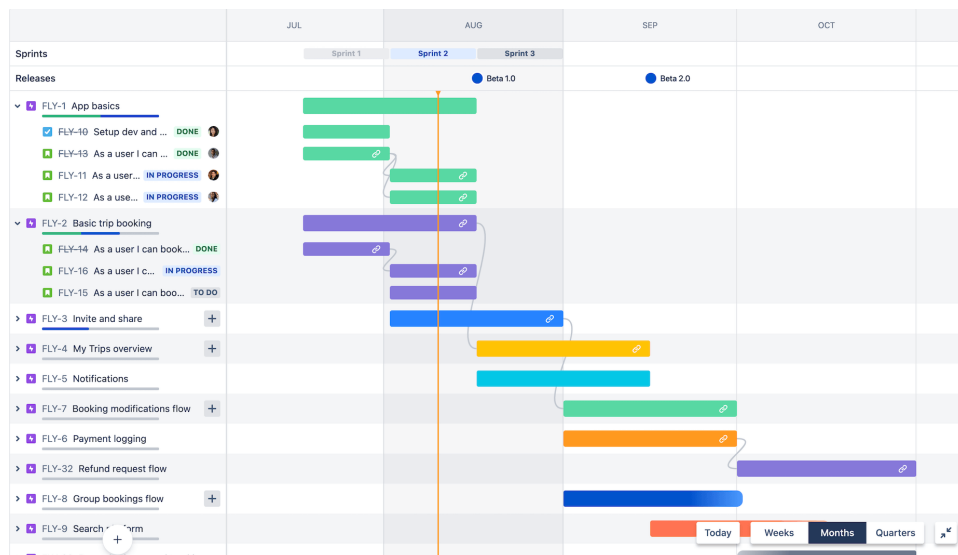 JUL AUG SEP OCT
Sprints Sprint 1 Sprint 2 Sprint 3
Releases Beta 1.0 Beta 2.0
FLY-1 App basics
FLY-10 Setup dev and ... DONE
FLY-13 As a user I can ... DONE
FLY-11 As a user... IN PROGRESS
FLY-12 As a use... IN PROGRESS
FLY-2 Basic trip booking
FLY-14 As a user I can book... DONE
FLY-16 As a user I c... IN PROGRESS
FLY-15 As a user I can boo... TO DO
FLY-3 Invite and share
FLY-4 My Trips overview
FLY-5 Notifications
FLY-7 Booking modifications flow
FLY-6 Payment logging
FLY-32 Refund request flow
FLY-8 Group bookings flow
FLY-9 Search
Today Weeks Months Quarters